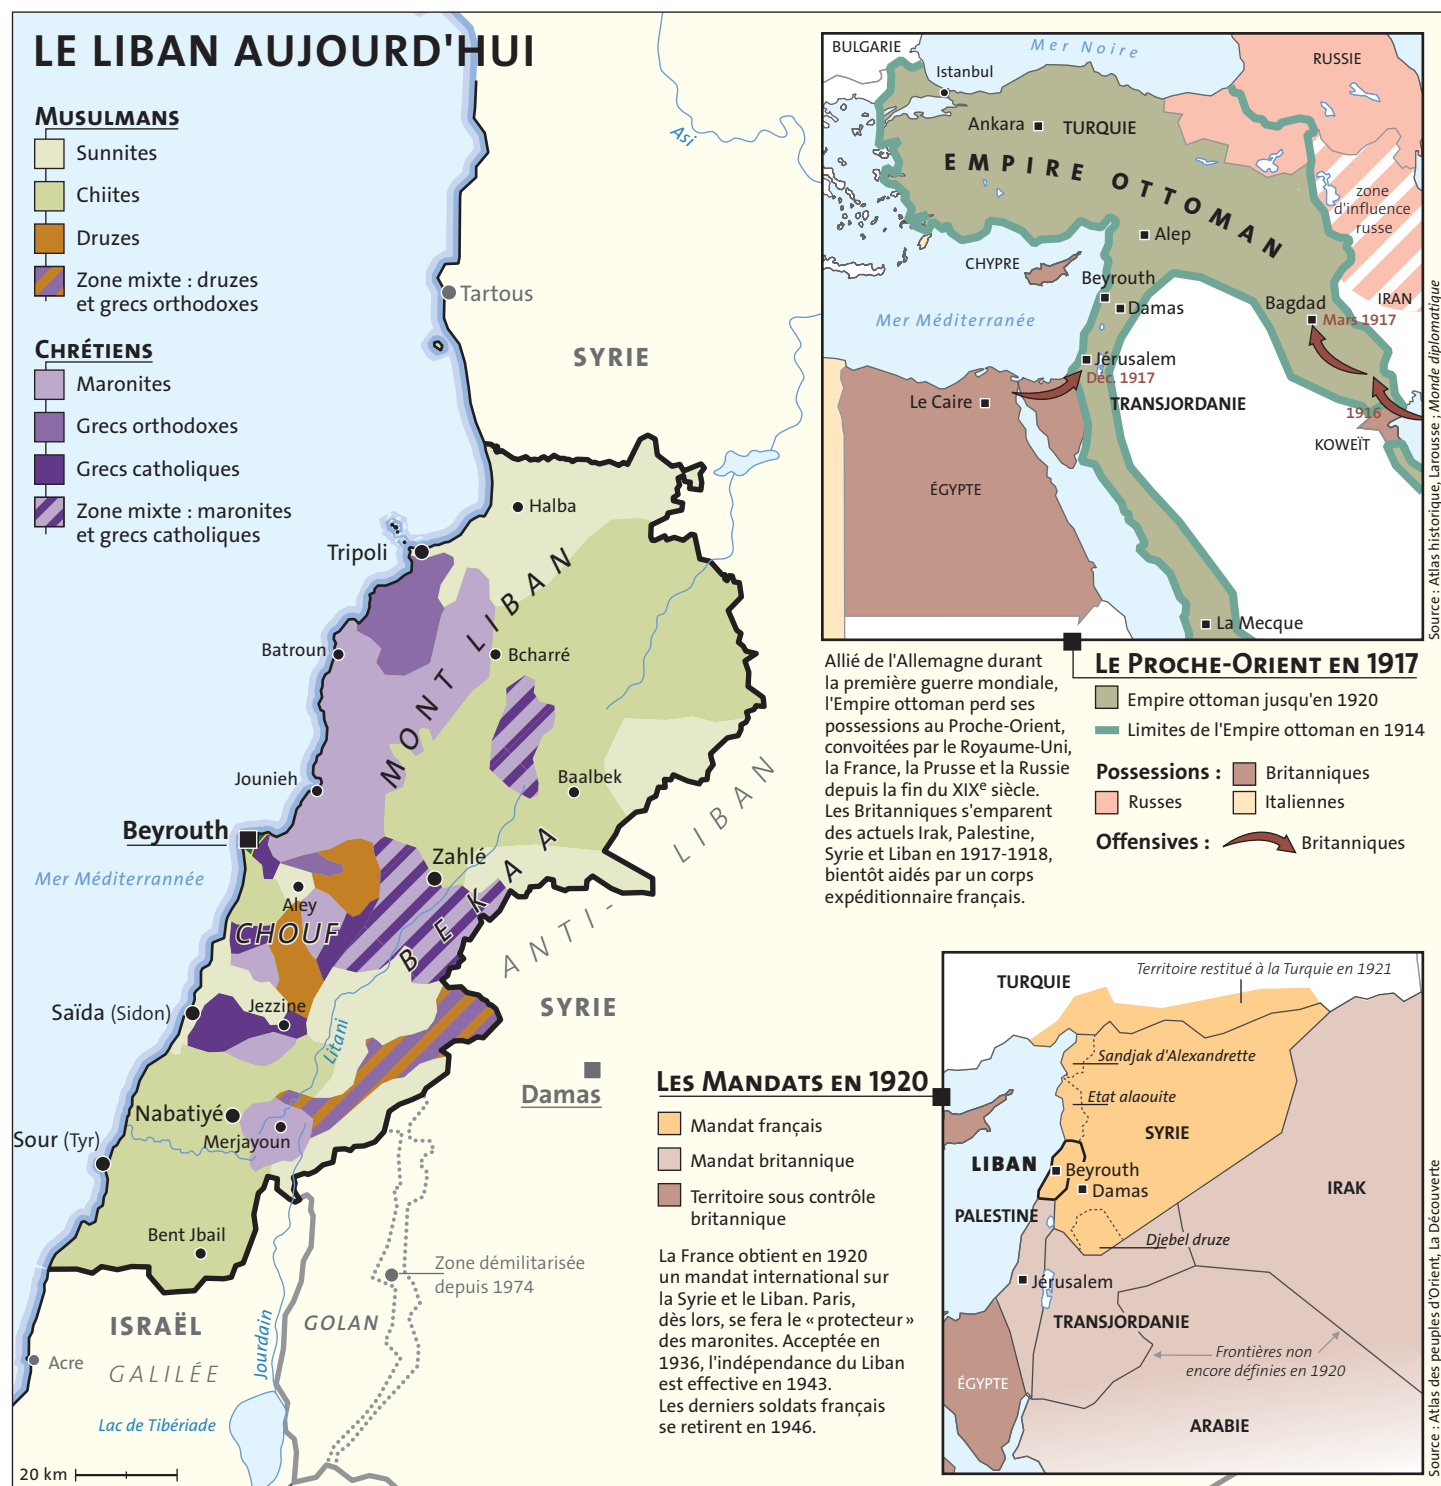 LE LIBAN AUJOURD'HUI
MUSULMANS
Sunnites
Chiites
Druzes
Zone mixte : druzes
et grecs orthodoxes
CHRÉTIENS
Maronites
Grecs orthodoxes
Grecs catholiques
Zone mixte : maronites
et grecs catholiques
Asi
Tartous
SYRIE
Halba
Tripoli
MONT LIBAN
Batroun
Bcharré
Jounieh
Baalbek
Beyrouth
Zahlé
Mer Méditerrannée
Aley
CHOUF
BEKAA
ANTI-LIBAN
Saïda (Sidon)
Jezzine
SYRIE
Litani
Damas
Nabatiyé
Merjayoun
Sour (Tyr)
Bent Jbail
Zone démilitarisée
depuis 1974
ISRAËL
GOLAN
Jourdain
Acre
GALILÉE
Lac de Tibériade
20 km
BULGARIE
Mer Noire
RUSSIE
Istanbul
Ankara
TURQUIE
EMPIRE OTTOMAN
zone
d'influence
russe
Alep
CHYPRE
Beyrouth
Damas
Bagdad
IRAN
Mars 1917
Mer Méditerranée
Jérusalem
Déc. 1917
Le Caire
TRANSJORDANIE
1916
KOWEÏT
ÉGYPTE
La Mecque
Source : Atlas historique, Larousse ; Monde diplomatique
Allié de l'Allemagne durant
la première guerre mondiale,
l'Empire ottoman perd ses
possessions au Proche-Orient,
convoitées par le Royaume-Uni,
la France, la Prusse et la Russie
depuis la fin du XIXe siècle.
Les Britanniques s'emparent
des actuels Irak, Palestine,
Syrie et Liban en 1917-1918,
bientôt aidés par un corps
expéditionnaire français.
LE PROCHE-ORIENT EN 1917
Empire ottoman jusqu'en 1920
Limites de l'Empire ottoman en 1914
Possessions :
Britanniques
Russes
Italiennes
Offensives :
Britanniques
LES MANDATS EN 1920
Mandat français
Mandat britannique
Territoire sous contrôle
britannique
La France obtient en 1920
un mandat international sur
la Syrie et le Liban. Paris,
dès lors, se fera le « protecteur »
des maronites. Acceptée en
1936, l'indépendance du Liban
est effective en 1943.
Les derniers soldats français
se retirent en 1946.
TURQUIE
Territoire restitué à la Turquie en 1921
Sandjak d'Alexandrette
Etat alaouite
SYRIE
LIBAN
Beyrouth
Damas
IRAK
PALESTINE
Djebel druze
Jérusalem
TRANSJORDANIE
Frontières non
encore définies en 1920
ÉGYPTE
ARABIE
Source : Atlas des peuples d'Orient, La Découverte